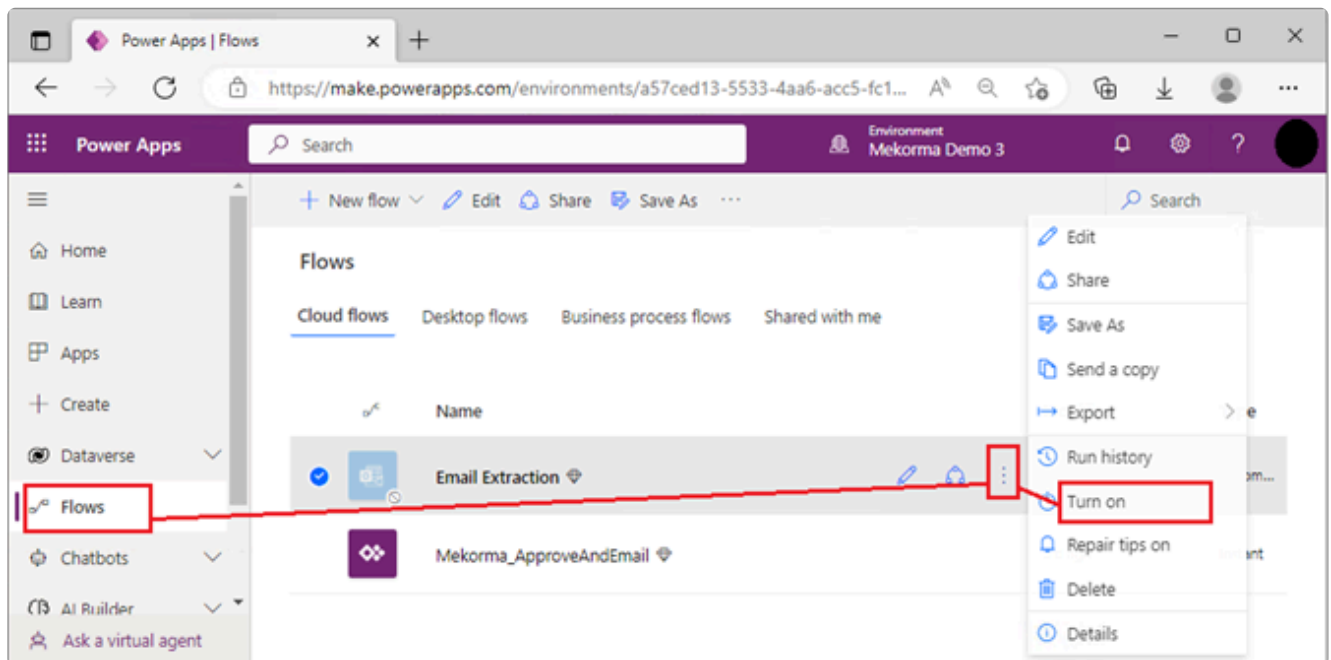 Power Apps | Flows
https://make.powerapps.com/environments/a57ced13-5533-4aa6-acc5-fc1...
Power Apps
Search
Environment
Mekorma Demo 3
New flow
Edit
Share
Save As
Search
Home
Learn
Apps
Create
Dataverse
Flows
Chatbots
AI Builder
Ask a virtual agent
Flows
Cloud flows Desktop flows Business process flows Shared with me
Name
Email Extraction
Mekorma_ApproveAndEmail
Edit
Share
Save As
Send a copy
Export
Run history
Turn on
Repair tips on
Delete
Details